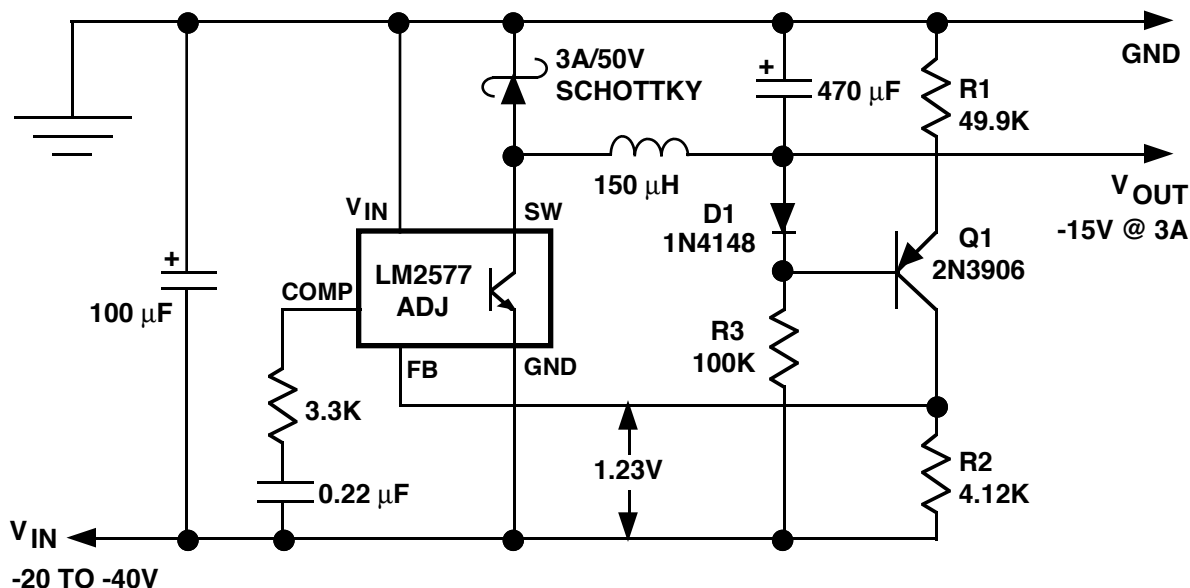 GND
3A/50V
SCHOTTKY
+
470 μF
R1
49.9K
150 μH
V OUT
-15V @ 3A
VIN
SW
D1
1N4148
Q1
2N3906
+
100 μF
COMP
LM2577
ADJ
R3
100K
FB
GND
3.3K
1.23V
R2
4.12K
0.22 μF
VIN
-20 TO -40V